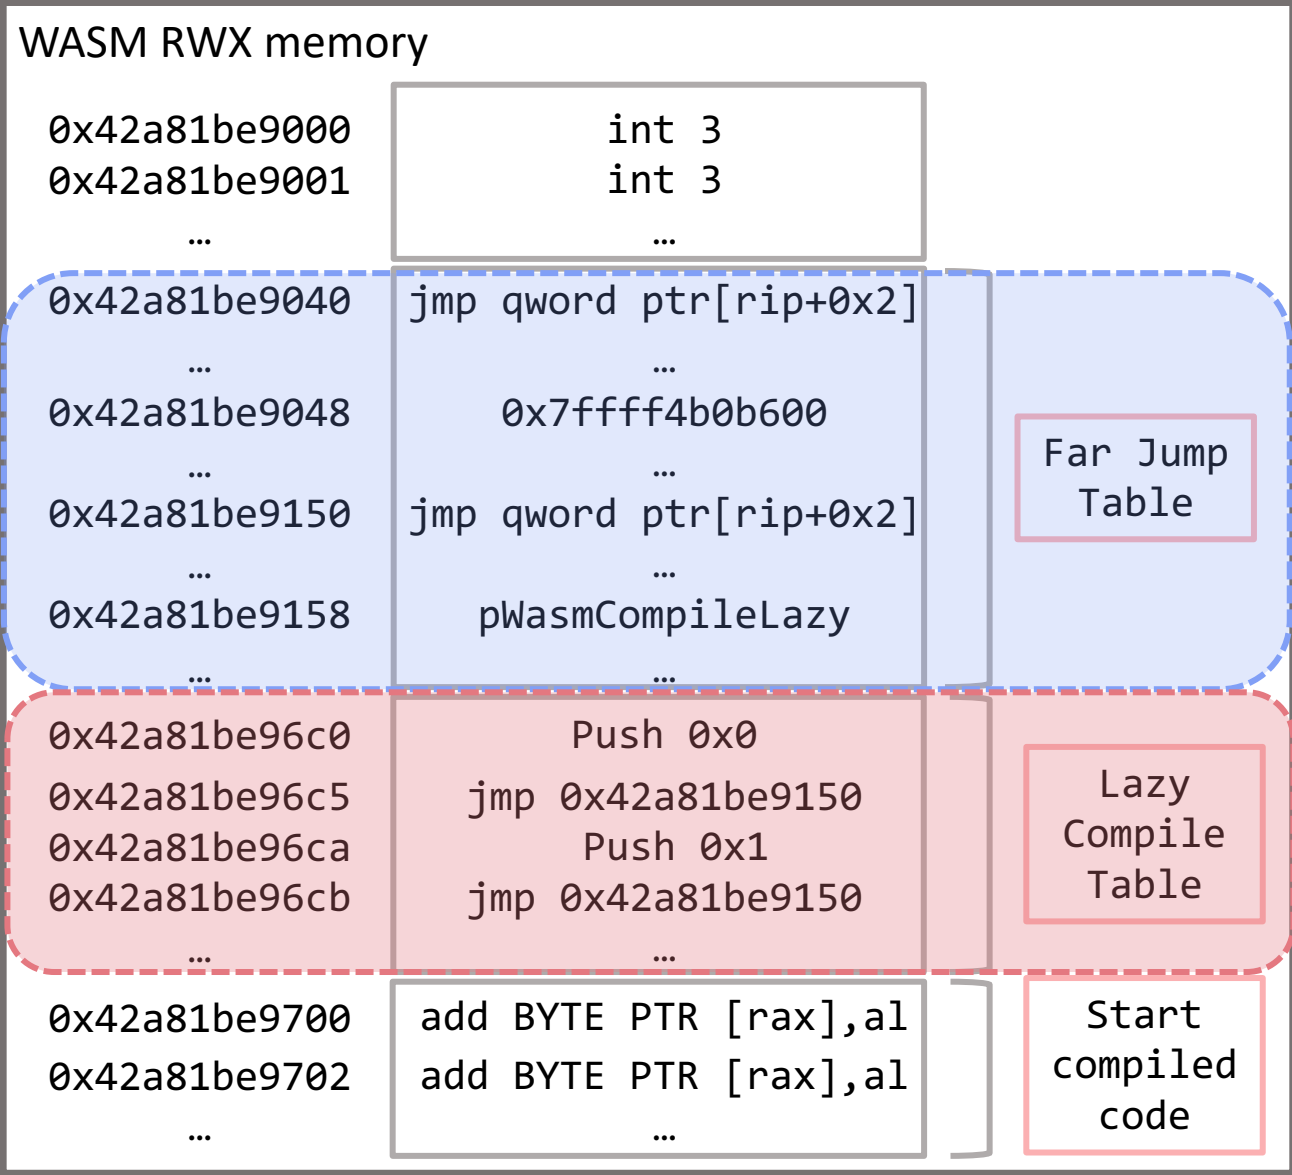 WASM RWX memory
0x42a81be9000 int 3
0x42a81be9001 int 3
… …
0x42a81be9040 jmp qword ptr[rip+0x2]
… …
0x42a81be9048 0x7ffff4b0b600
… …
0x42a81be9150 jmp qword ptr[rip+0x2]
… …
0x42a81be9158 pWasmCompileLazy
… …
Far Jump
Table
0x42a81be96c0 Push 0x0
0x42a81be96c5 jmp 0x42a81be9150
0x42a81be96ca Push 0x1
0x42a81be96cb jmp 0x42a81be9150
… …
Lazy
Compile
Table
0x42a81be9700 add BYTE PTR [rax],al
0x42a81be9702 add BYTE PTR [rax],al
… …
Start
compiled
code